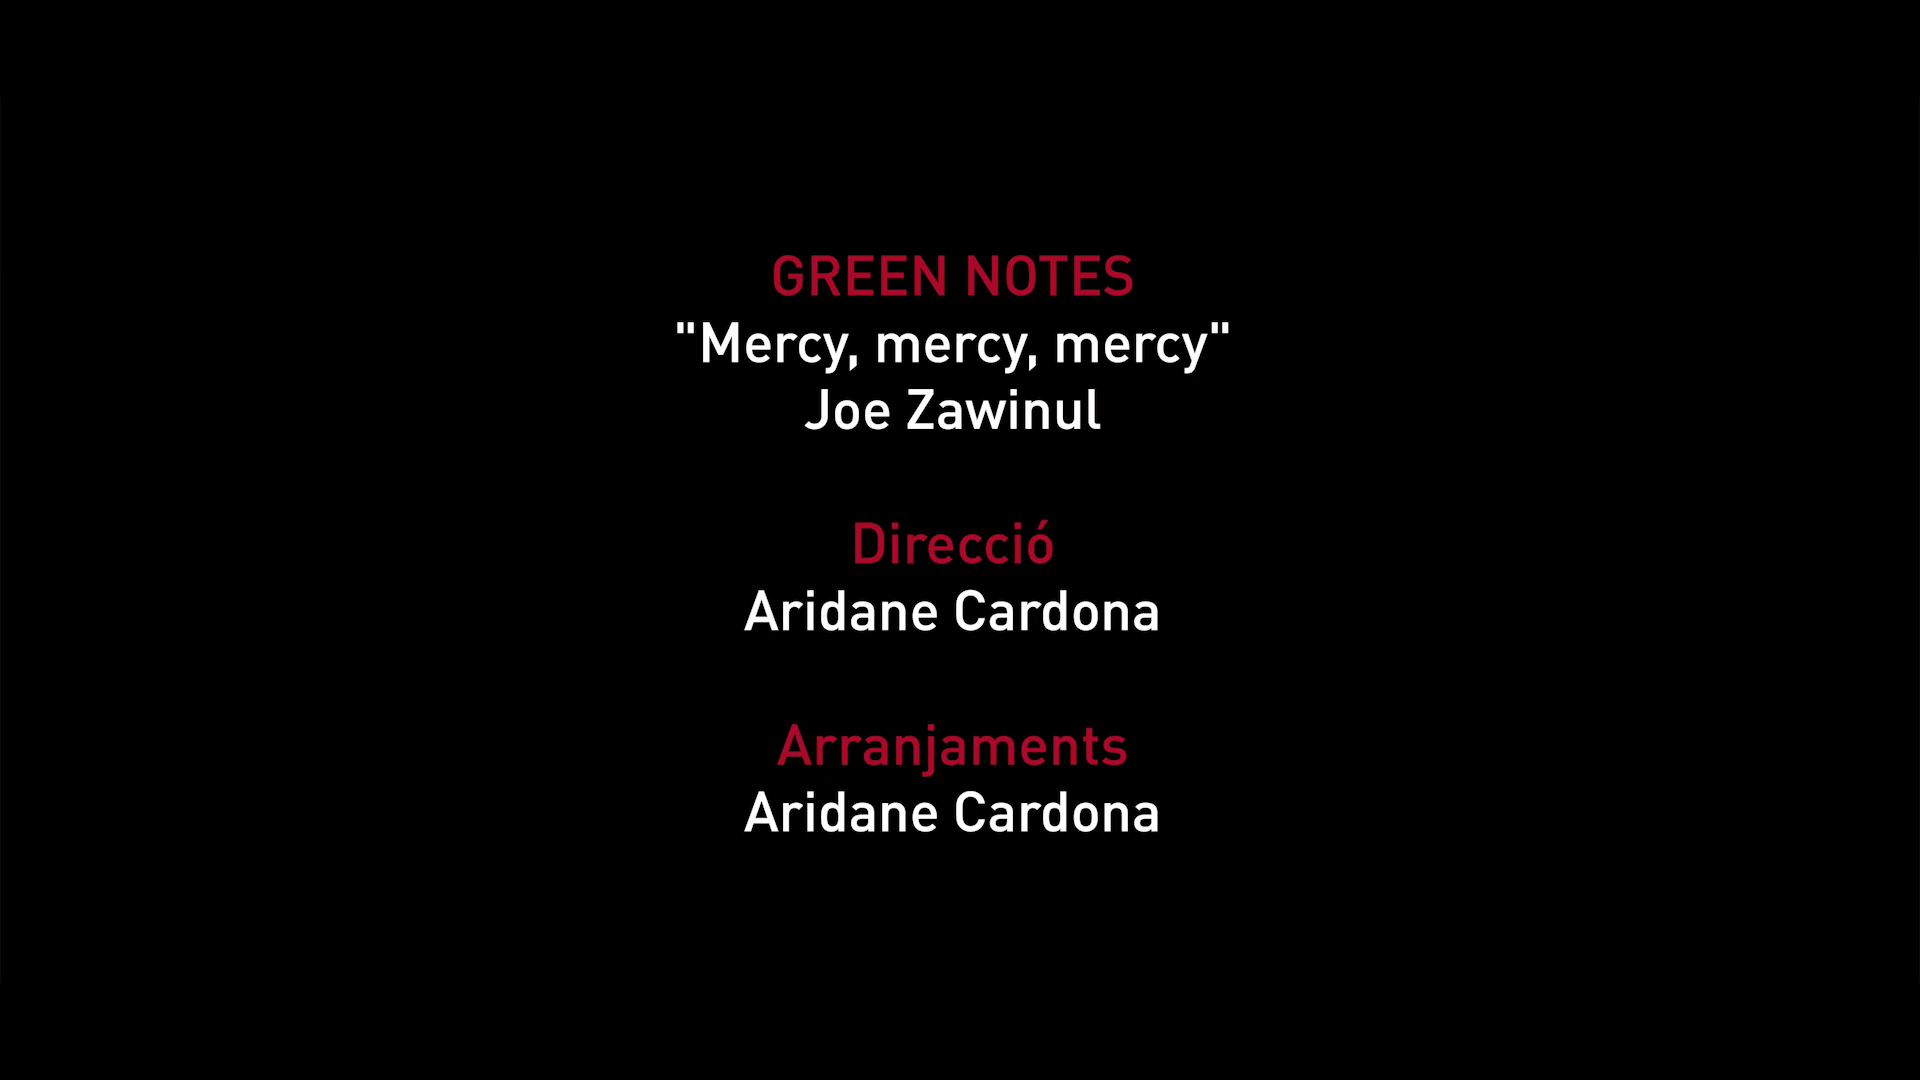 GREEN NOTES
"Mercy, mercy, mercy"
Joe Zawinul
Direcció
Aridane Cardona
Arranjaments
Aridane Cardona